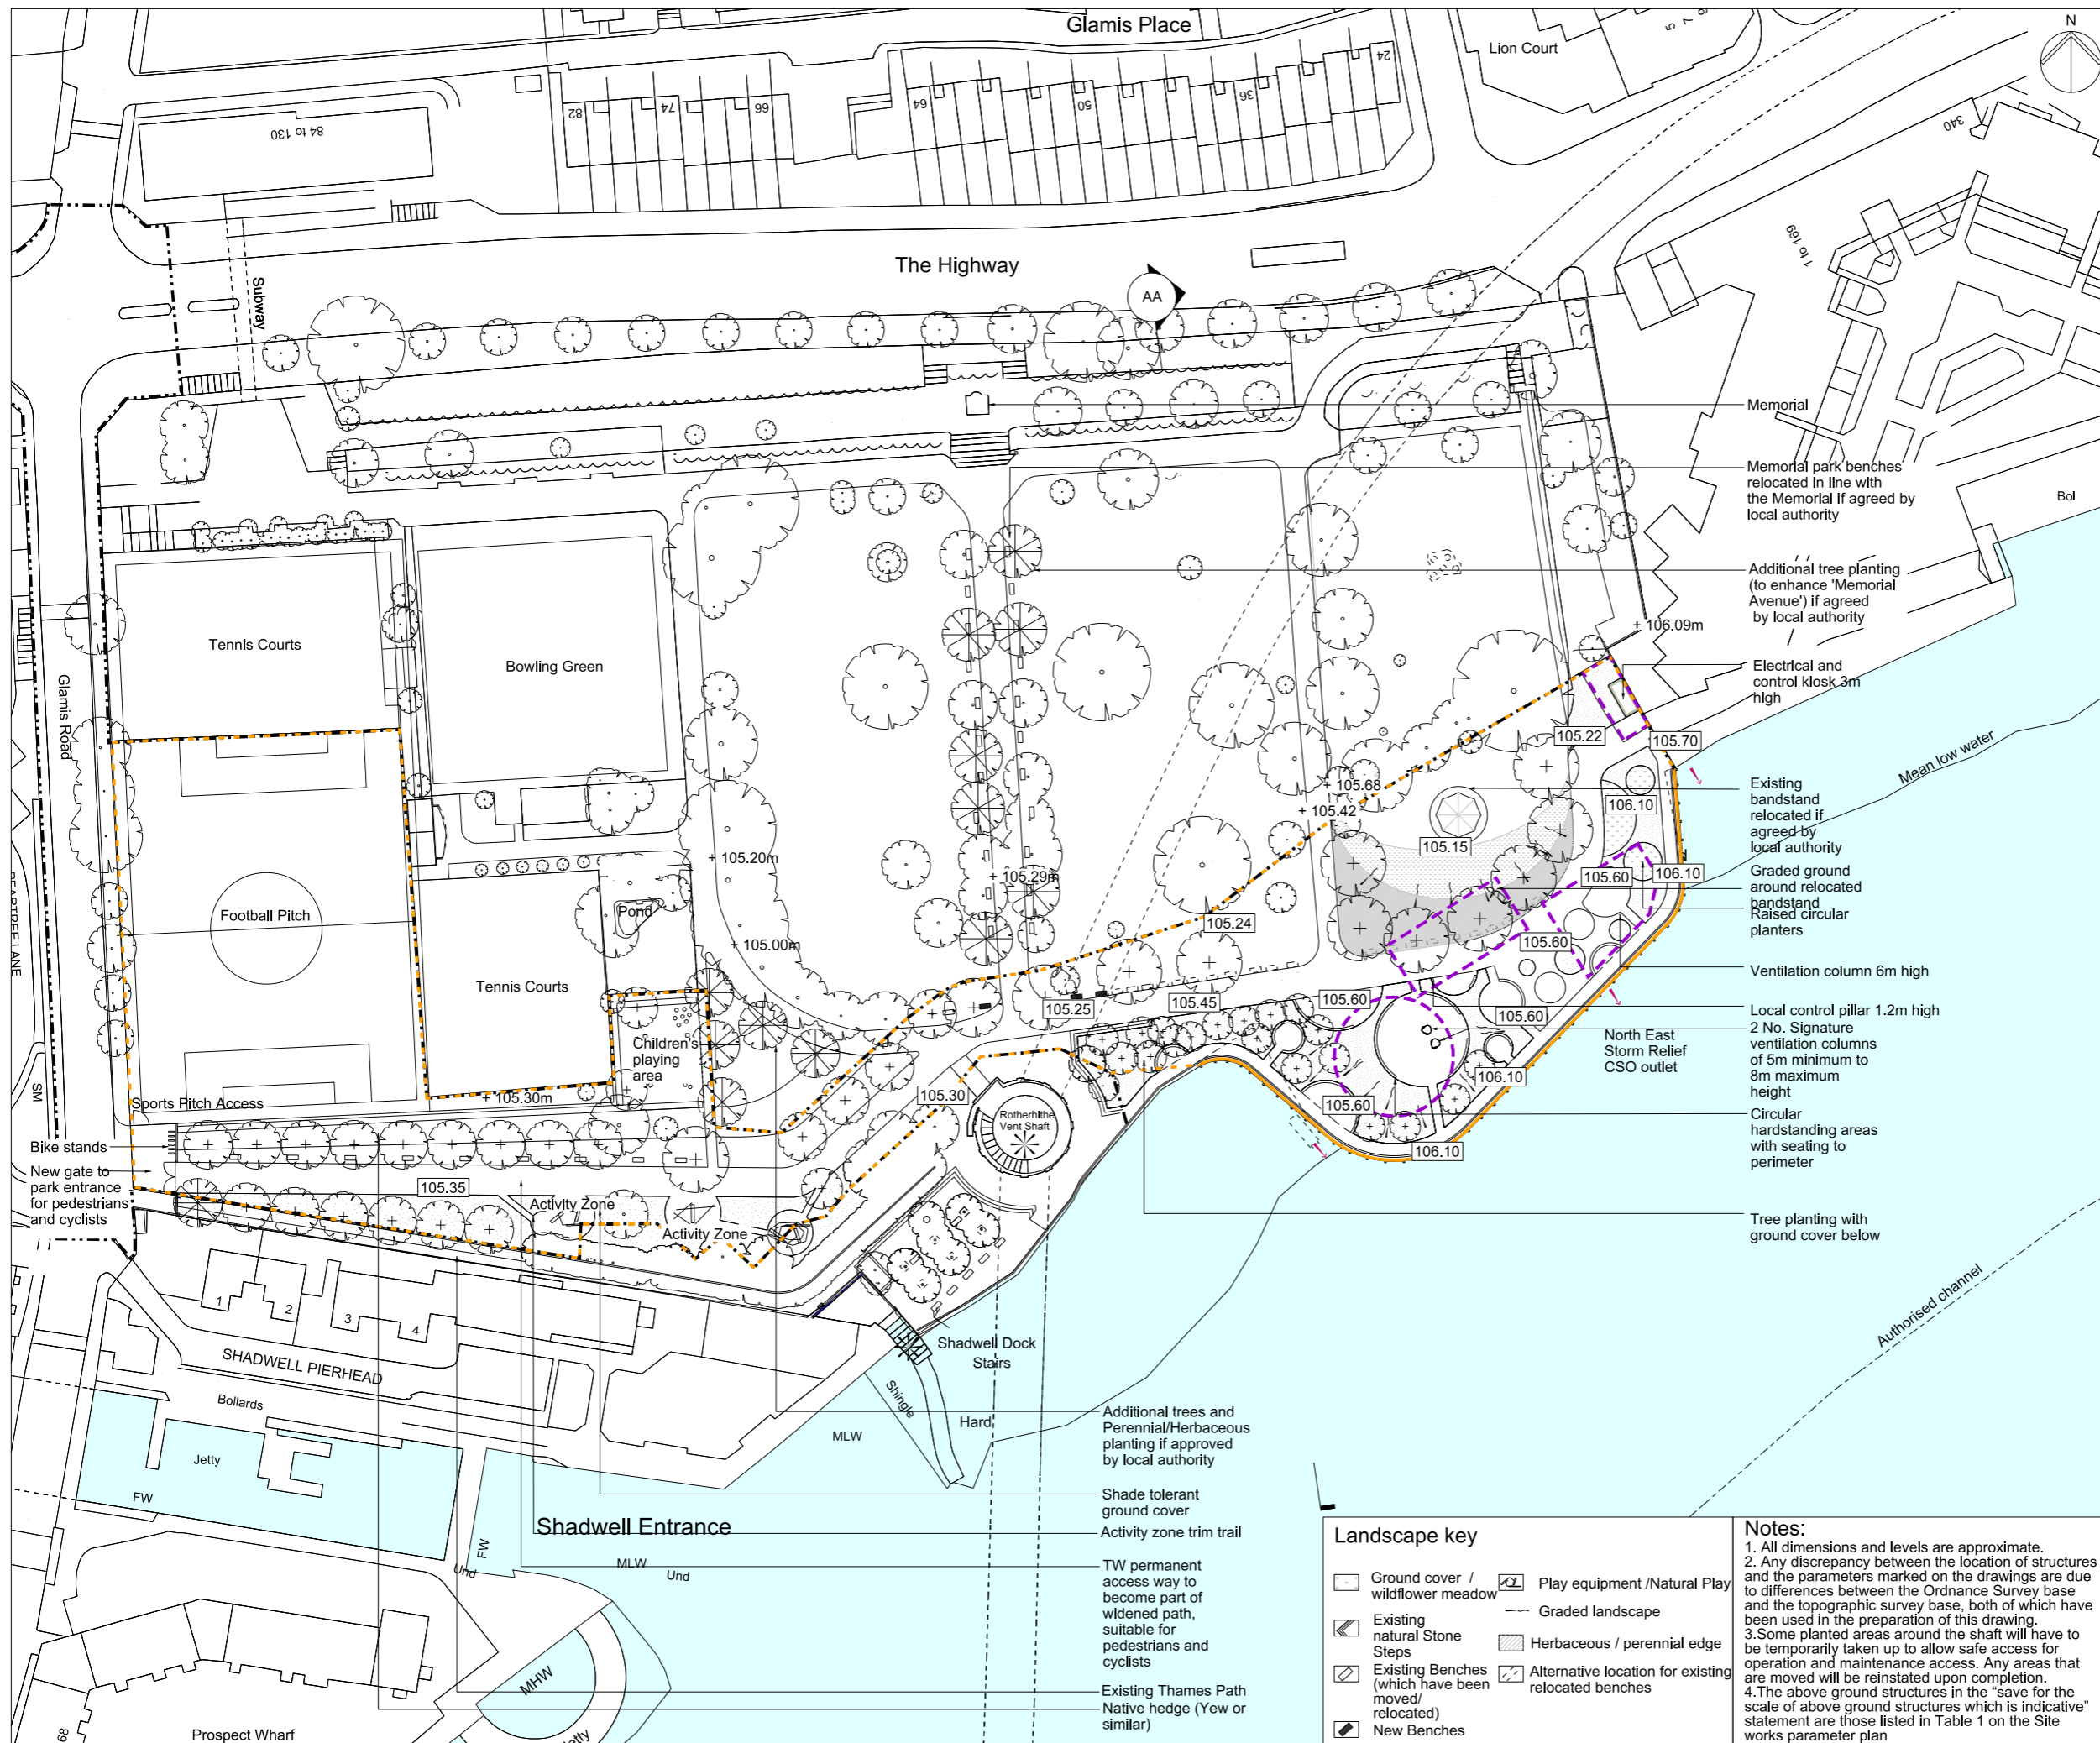 Glamis Place
Lion Court
N
5 7 9
24
36
50
64
66
74
82
84 to 130
340
1 to 169
The Highway
AA
Subway
Memorial
Memorial park benches
relocated in line with
the Memorial if agreed by
local authority
Bol
Additional tree planting
(to enhance 'Memorial
Avenue') if agreed
by local authority
+ 106.09m
Electrical and
control kiosk 3m
high
105.22
105.70
Mean low water
Existing
bandstand
relocated if
agreed by
local authority
Graded ground
around relocated
bandstand
Raised circular
planters
Ventilation column 6m high
Local control pillar 1.2m high
2 No. Signature
ventilation columns
of 5m minimum to
8m maximum
height
Circular
hardstanding areas
with seating to
perimeter
Tree planting with
ground cover below
Authorised channel
Tennis Courts
Bowling Green
Glamis Road
PEARTREE LANE
SM
Football Pitch
Tennis Courts
Pond
Children's
playing
area
+ 105.20m
+ 105.29m
+ 105.00m
+ 105.68
+ 105.42
105.15
106.10
105.60
106.10
105.24
105.60
105.25
105.45
105.60
105.60
North East
Storm Relief
CSO outlet
106.10
105.60
106.10
105.30
+ 105.30m
Rotherhithe
Vent Shaft
Sports Pitch Access
Bike stands
New gate to
park entrance
for pedestrians
and cyclists
105.35
Activity Zone
Activity Zone
1
2
3
4
SHADWELL PIERHEAD
Bollards
Jetty
FW
FW
Shadwell Dock
Stairs
Shingle
Hard
MLW
Additional trees and
Perennial/Herbaceous
planting if approved
by local authority
Shade tolerant
ground cover
Activity zone trim trail
TW permanent
access way to
become part of
widened path,
suitable for
pedestrians and
cyclists
Existing Thames Path
Native hedge (Yew or
similar)
Shadwell Entrance
MLW
Und
Und
MHW
Jetty
68
Prospect Wharf
Landscape key
Ground cover /
wildflower meadow
Existing
natural Stone
Steps
Existing Benches
(which have been
moved/
relocated)
New Benches
Play equipment /Natural Play
Graded landscape
Herbaceous / perennial edge
Alternative location for existing
relocated benches
Notes:
1. All dimensions and levels are approximate.
2. Any discrepancy between the location of structures
and the parameters marked on the drawings are due
to differences between the Ordnance Survey base
and the topographic survey base, both of which have
been used in the preparation of this drawing.
3.Some planted areas around the shaft will have to
be temporarily taken up to allow safe access for
operation and maintenance access. Any areas that
are moved will be reinstated upon completion.
4.The above ground structures in the “save for the
scale of above ground structures which is indicative”
statement are those listed in Table 1 on the Site
works parameter plan